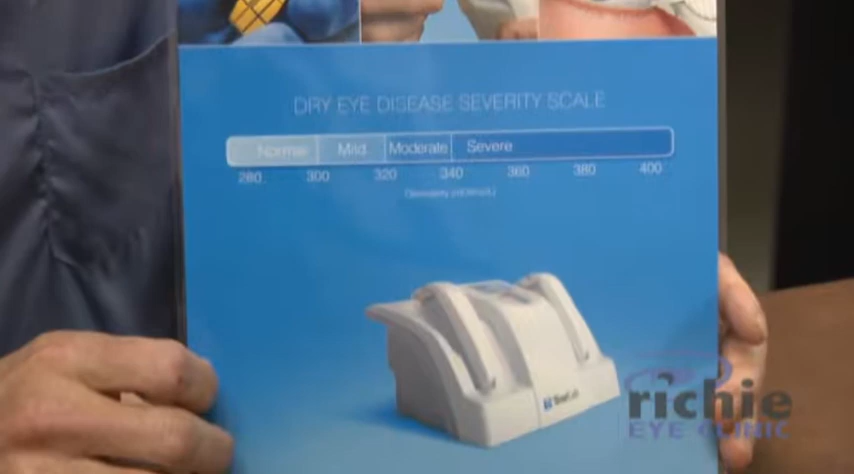 DRY EYE DISEASE SEVERITY SCALE
Normal Mild Moderate Severe
280 300 320 340 360 380 400
TearLab
richie
EYE CLINIC